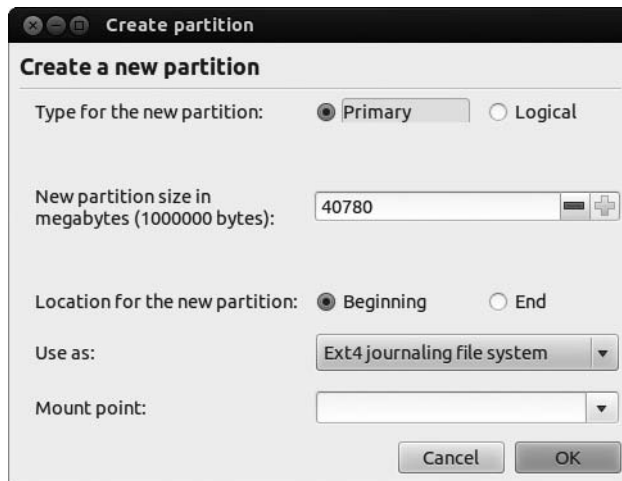 Create partition
Create a new partition
Type for the new partition: Primary Logical
New partition size in
megabytes (1000000 bytes): 40780
Location for the new partition: Beginning End
Use as: Ext4 journaling file system
Mount point:
Cancel OK